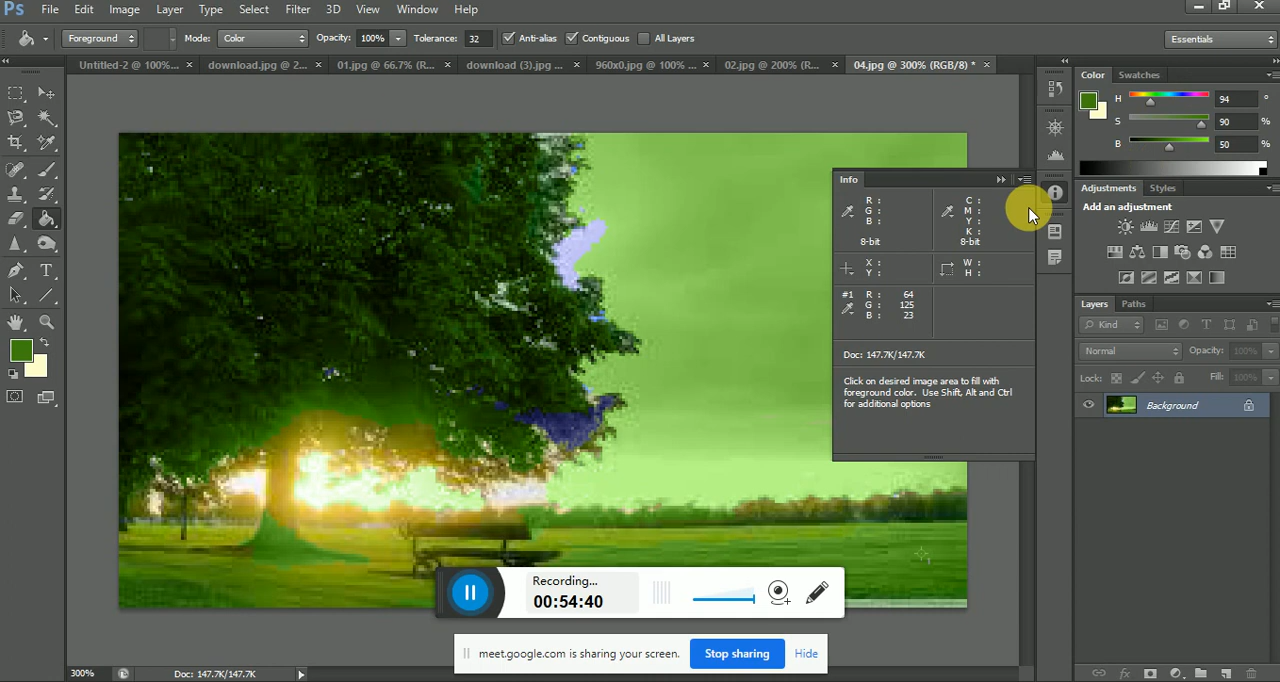 Ps File Edit Image Layer Type Select Filter 3D View Window Help
Foreground Mode: Color Opacity: 100% Tolerance: 32 Anti-alias Contiguous All Layers Essentials
Untitled-2 @ 100%... × download.jpg @ 2... × 01.jpg @ 66.7% (R... × download (3).jpg ... × 960x0.jpg @ 100% ... × 02.jpg @ 200% (R... × 04.jpg @ 300% (RGB/8) * ×
Color Swatches
H 94 °
S 90 %
B 50 %
Info
R : C :
G : M :
B : Y :
K :
8-bit 8-bit
X : W :
Y : H :
#1 R : 64
G : 125
B : 23
Doc: 147.7K/147.7K
Click on desired image area to fill with
foreground color. Use Shift, Alt and Ctrl
for additional options
Adjustments Styles
Add an adjustment
Layers Paths
Kind
Normal Opacity: 100%
Lock: Fill: 100%
Background
Recording...
00:54:40
meet.google.com is sharing your screen. Stop sharing Hide
300% Doc: 147.7K/147.7K
fx